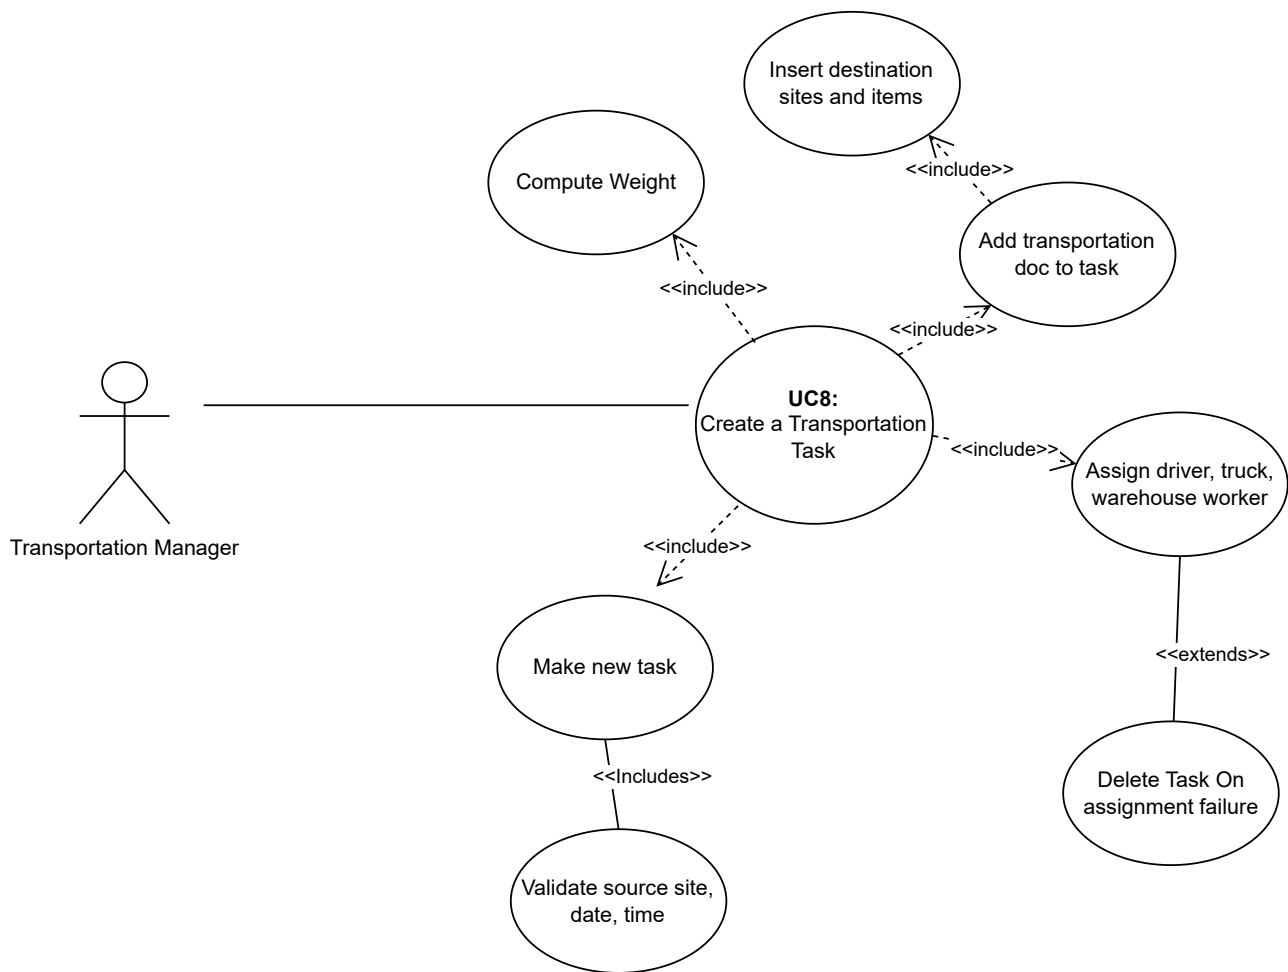 Insert destination
sites and items
<<include>>
Compute Weight
Add transportation
doc to task
<<include>>
<<include>>
UC8:
Create a Transportation
Task
<<include>>
Assign driver, truck,
warehouse worker
Transportation Manager
<<include>>
Make new task
<<extends>>
<<Includes>>
Delete Task On
assignment failure
Validate source site,
date, time